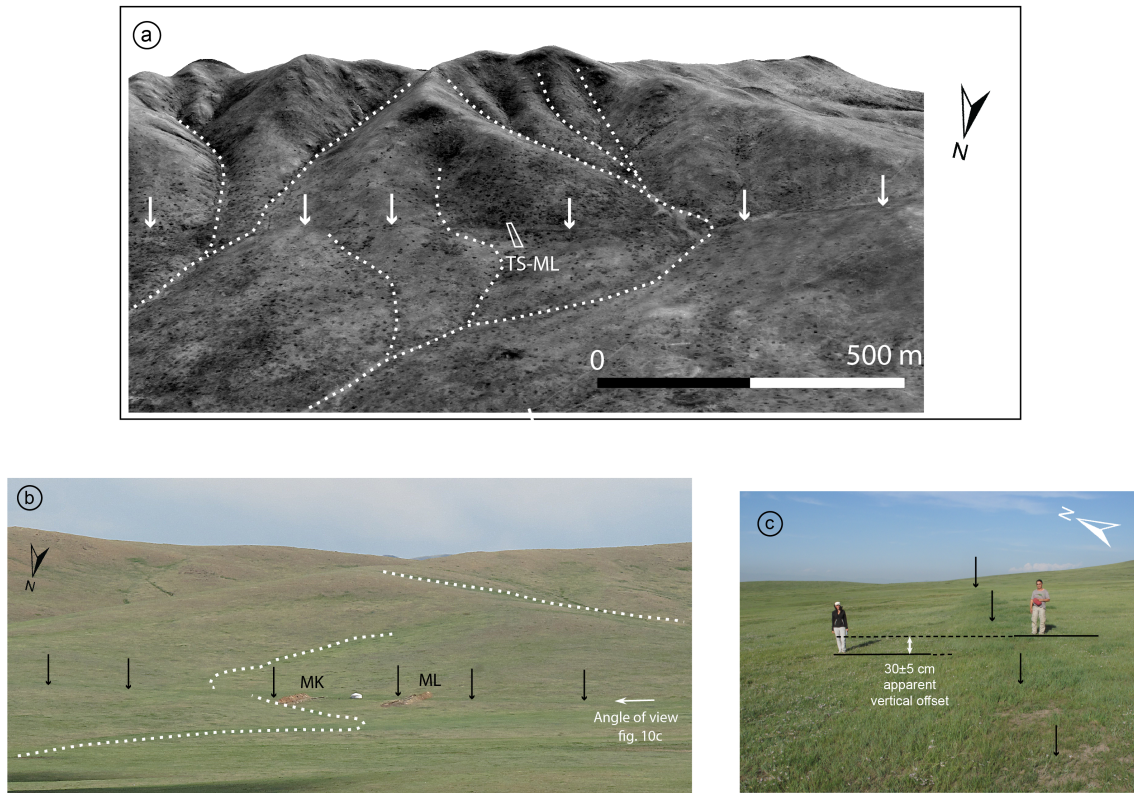 a
N
TS-ML
0
500 m
b
N
MK
ML
Angle of view
fig. 10c
c
N
30±5 cm
apparent
vertical offset